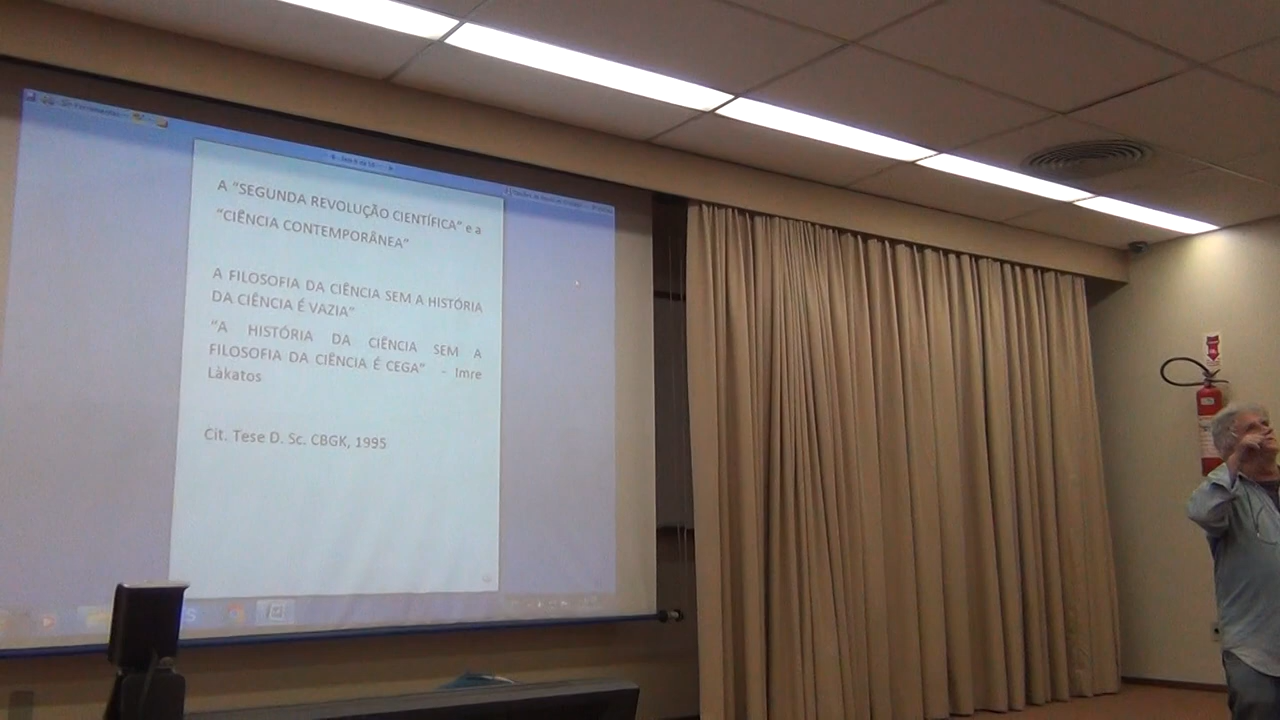 Ferramentas
A “SEGUNDA REVOLUÇÃO CIENTÍFICA” e a
“CIÊNCIA CONTEMPORÂNEA”
A FILOSOFIA DA CIÊNCIA SEM A HISTÓRIA
DA CIÊNCIA É VAZIA”
“A HISTÓRIA DA CIÊNCIA SEM A
FILOSOFIA DA CIÊNCIA É CEGA” - Imre
Làkatos
Cit. Tese D. Sc. CBGK, 1995